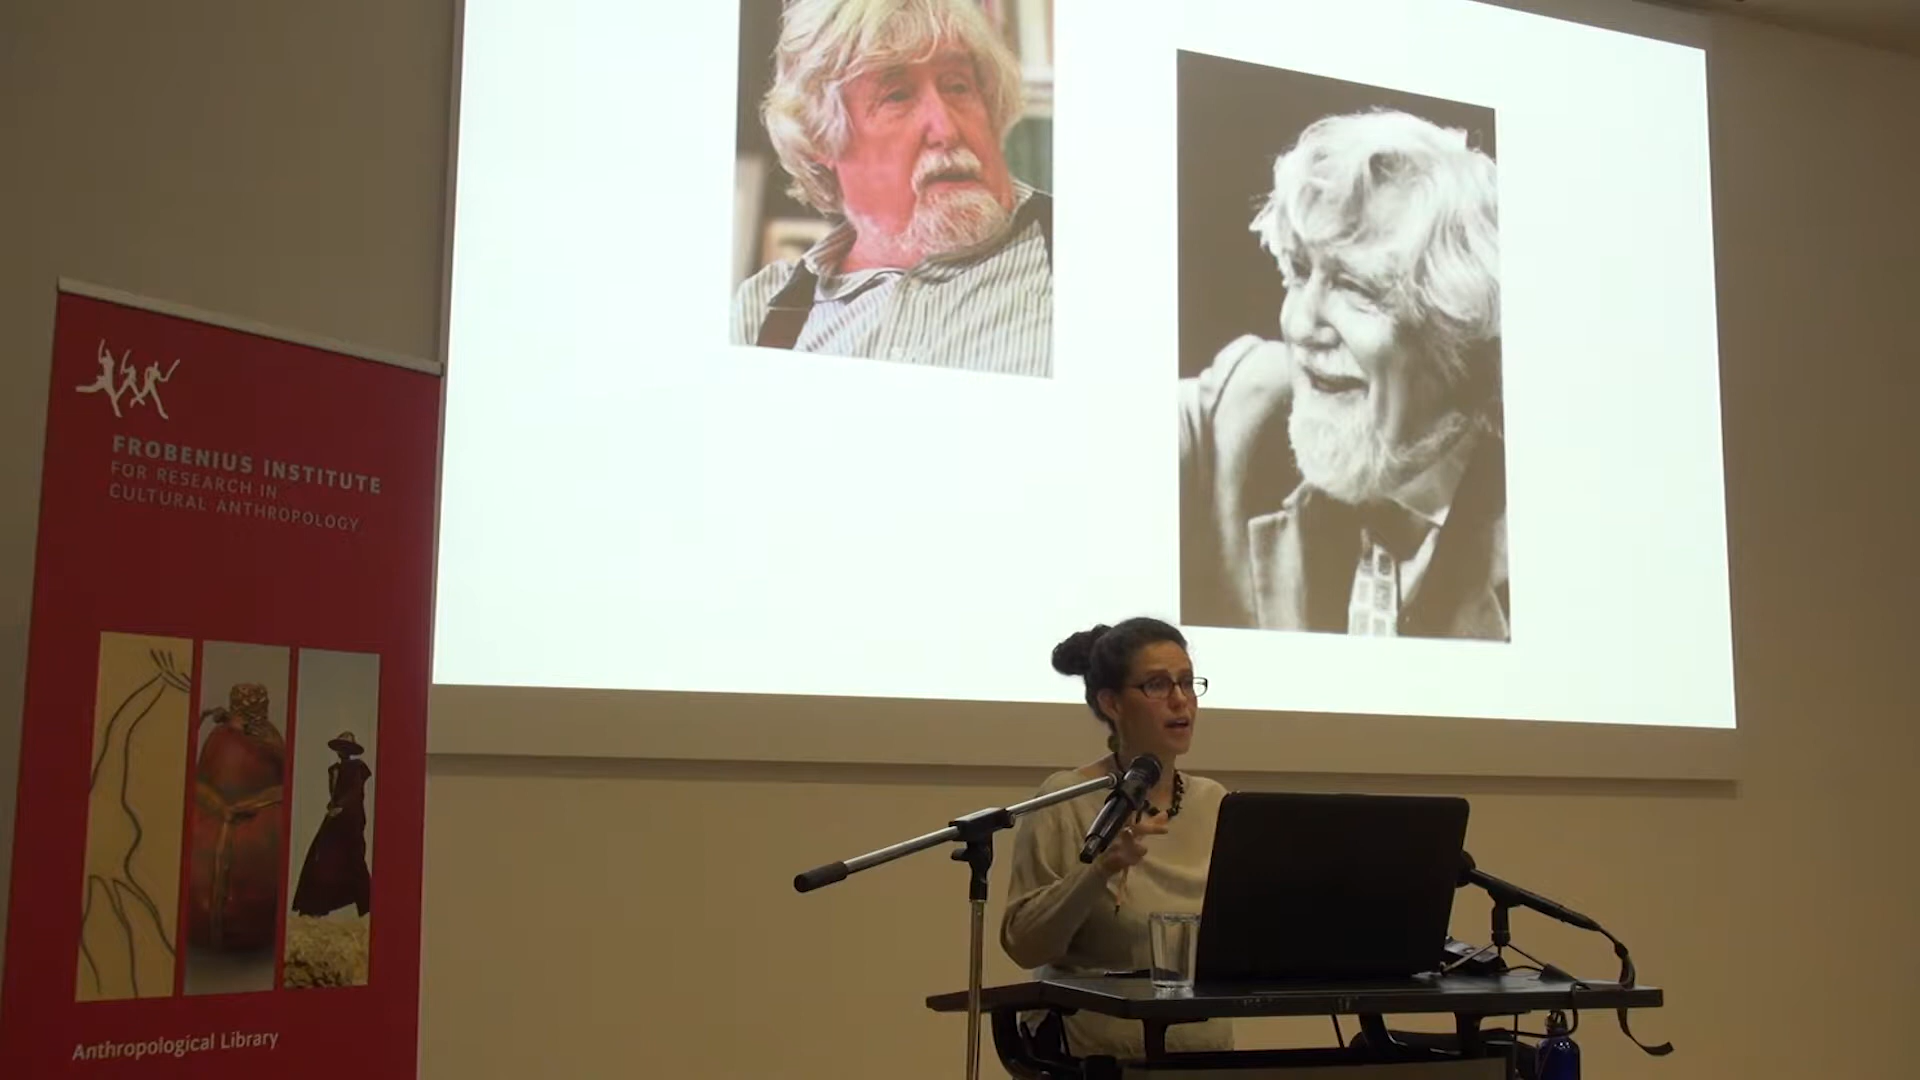 FROBENIUS INSTITUTE
FOR RESEARCH IN
CULTURAL ANTHROPOLOGY
Anthropological Library